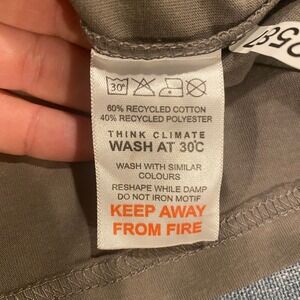 30°
60% RECYCLED COTTON
40% RECYCLED POLYESTER
THINK CLIMATE
WASH AT 30°C
WASH WITH SIMILAR
COLOURS
RESHAPE WHILE DAMP
DO NOT IRON MOTIF
KEEP AWAY
FROM FIRE